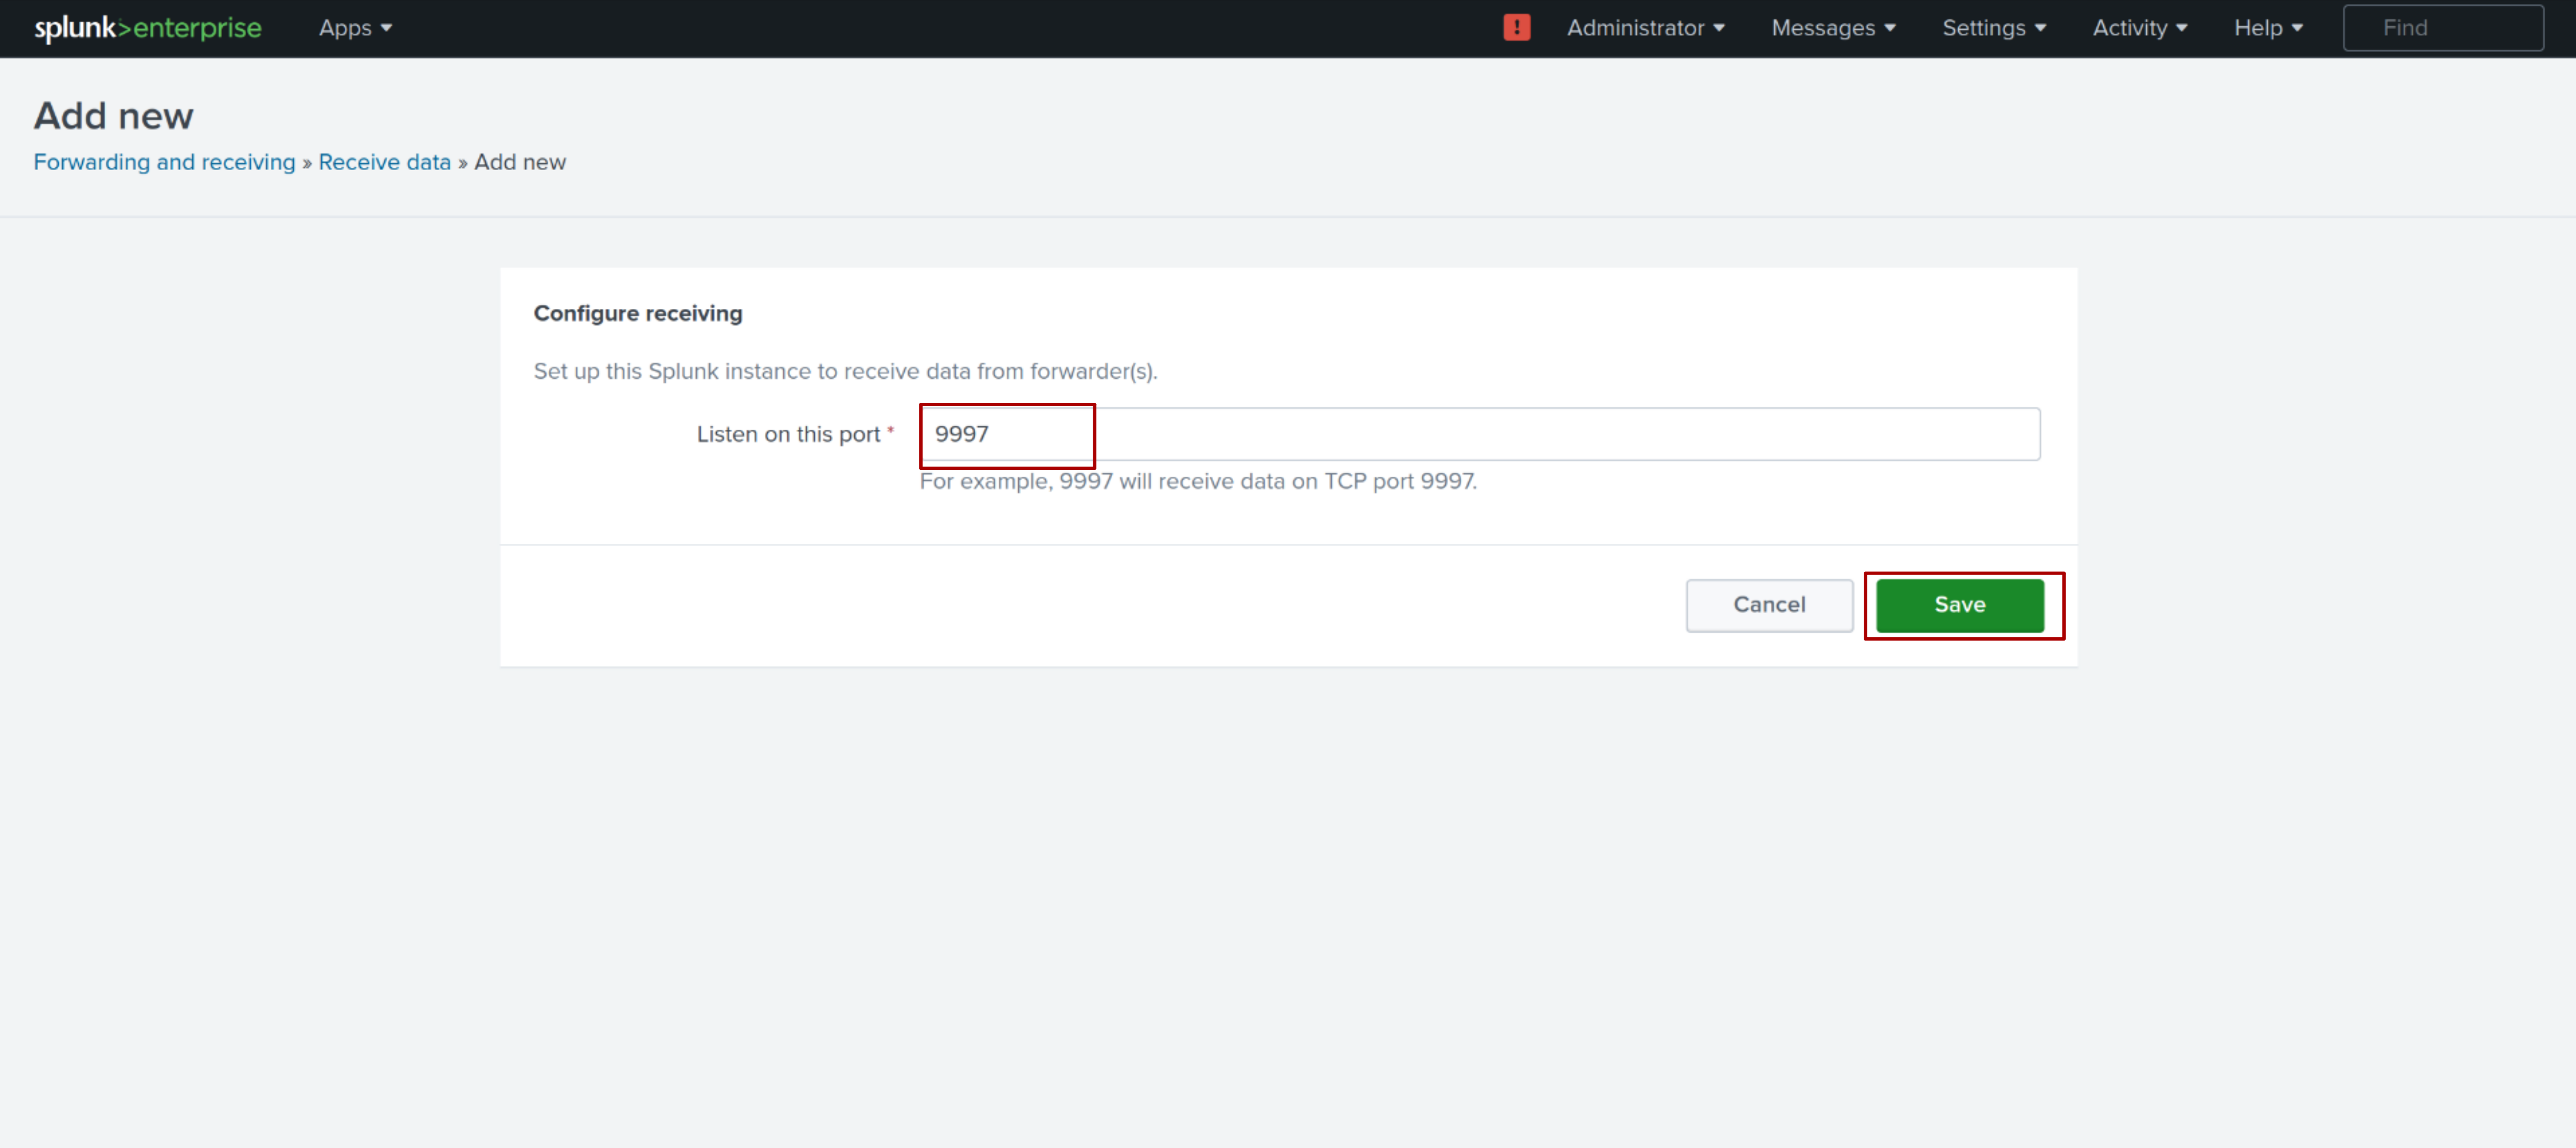 splunk>enterprise Apps ! Administrator Messages Settings Activity Help Find
Add new
Forwarding and receiving » Receive data » Add new
Configure receiving
Set up this Splunk instance to receive data from forwarder(s).
Listen on this port * 9997
For example, 9997 will receive data on TCP port 9997.
Cancel Save